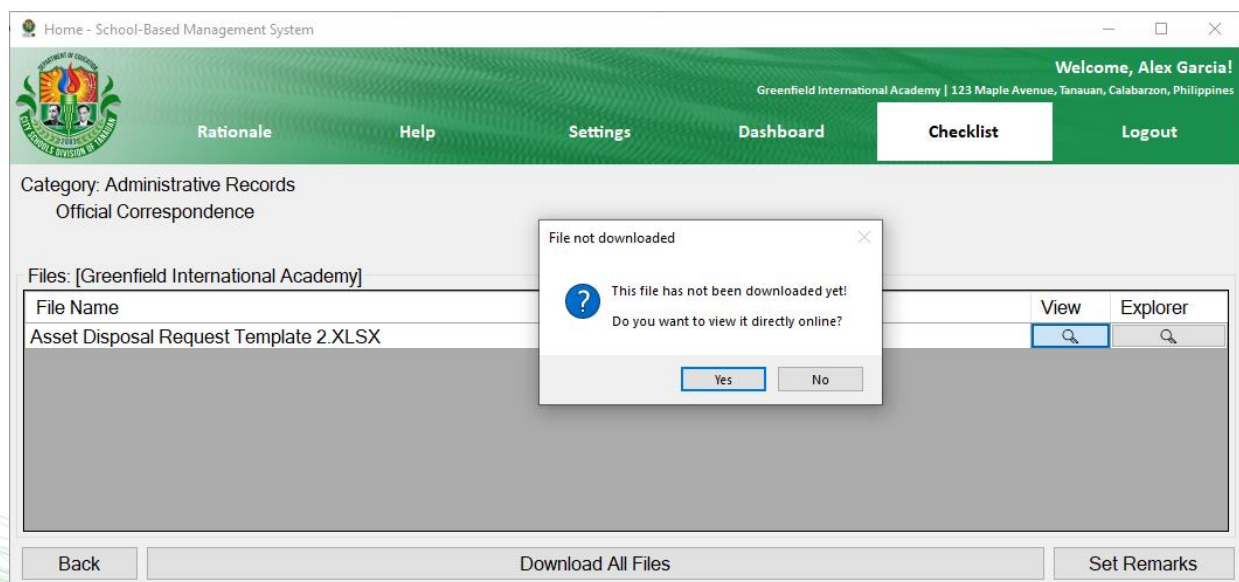 Home - School-Based Management System
Welcome, Alex Garcia!
Greenfield International Academy | 123 Maple Avenue, Tanauan, Calabarzon, Philippines
Rationale Help Settings Dashboard Checklist Logout
Category: Administrative Records
Official Correspondence
File not downloaded
This file has not been downloaded yet!
Do you want to view it directly online?
Yes No
Files: [Greenfield International Academy]
File Name View Explorer
Asset Disposal Request Template 2.XLSX
Back Download All Files Set Remarks